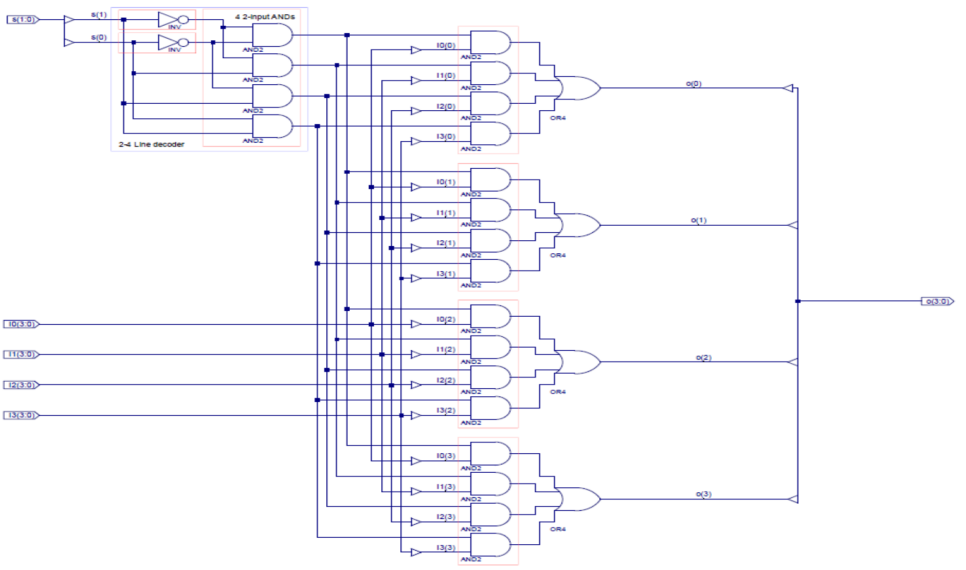 s(1:0)
s(1)
s(0)
INV
INV
4 2-input ANDs
AND2
AND2
AND2
AND2
2-4 Line decoder
I0(0)
AND2
I1(0)
AND2
I2(0)
AND2
I3(0)
AND2
OR4
o(0)
I0(1)
AND2
I1(1)
AND2
I2(1)
AND2
I3(1)
AND2
OR4
o(1)
o(3:0)
I0(3:0)
I1(3:0)
I2(3:0)
I3(3:0)
I0(2)
AND2
I1(2)
AND2
I2(2)
AND2
I3(2)
AND2
OR4
o(2)
I0(3)
AND2
I1(3)
AND2
I2(3)
AND2
I3(3)
AND2
OR4
o(3)